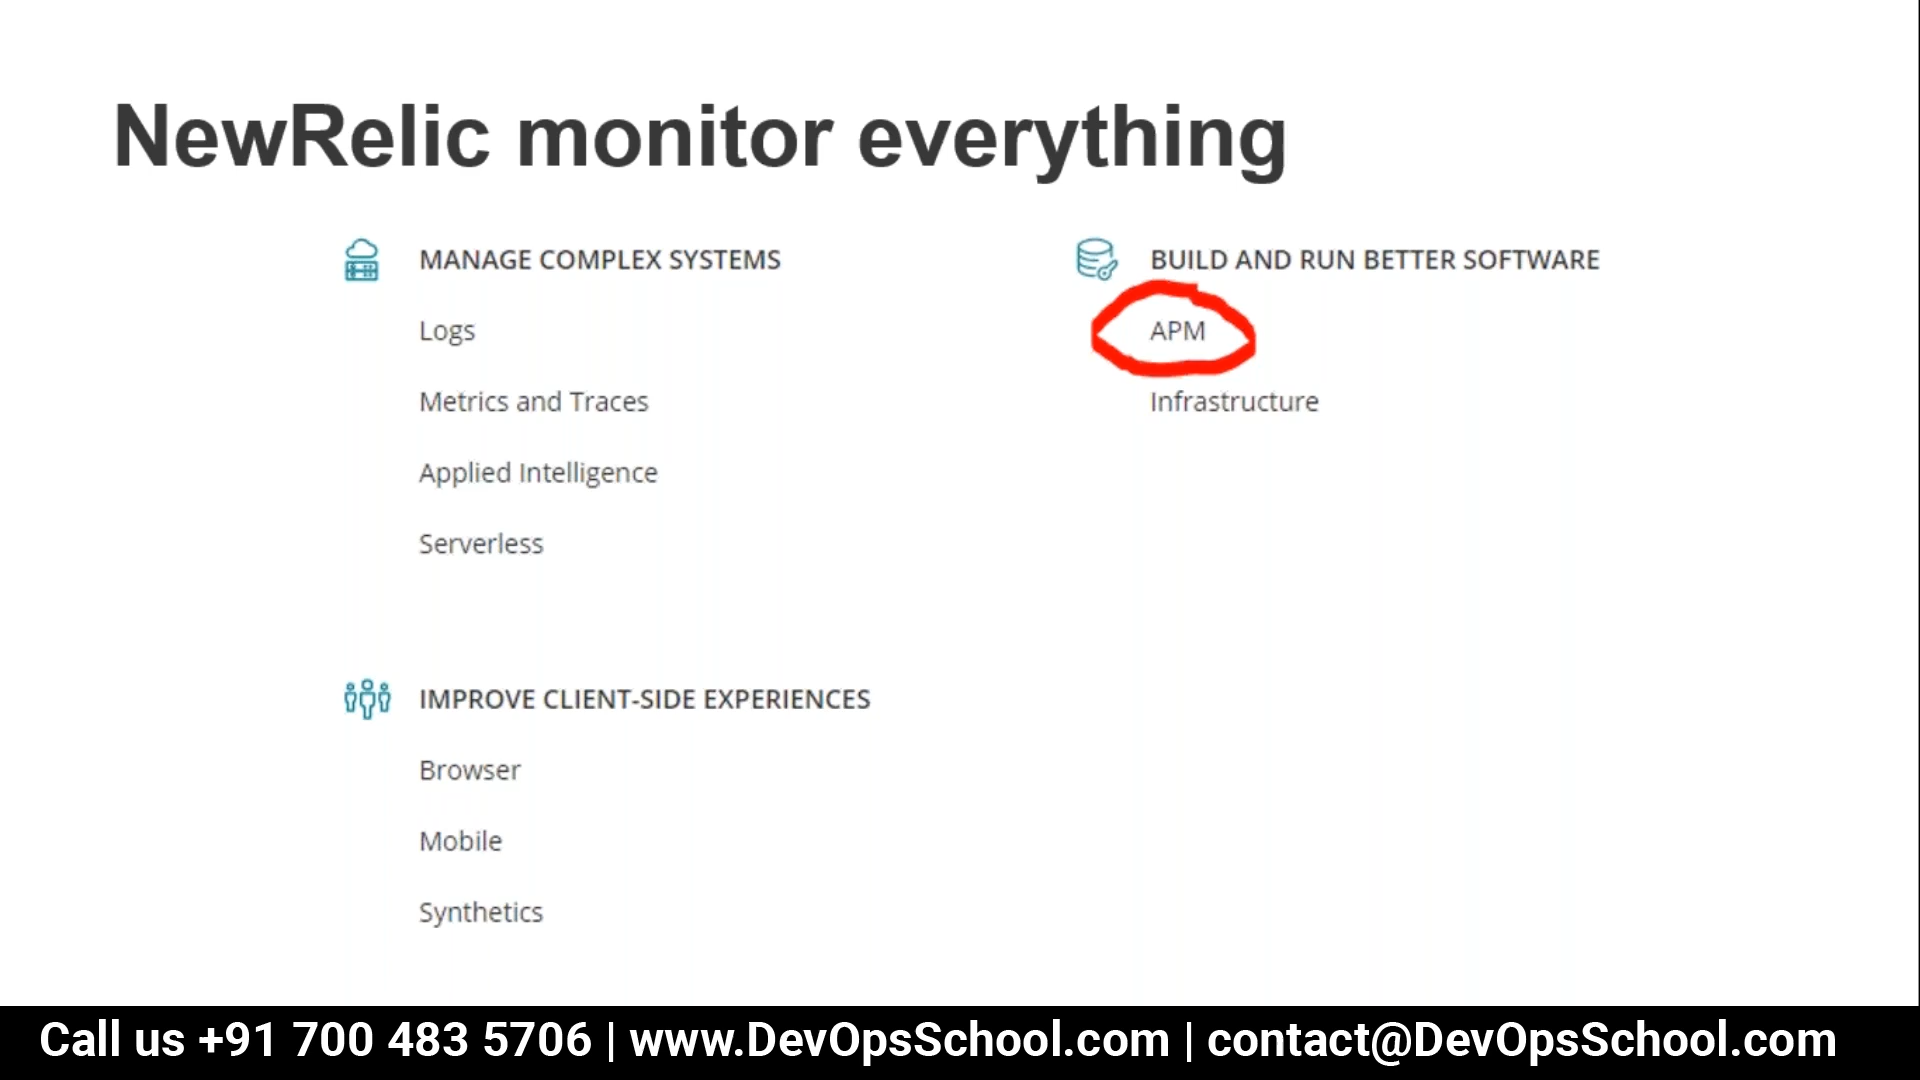 NewRelic monitor everything
MANAGE COMPLEX SYSTEMS
Logs
Metrics and Traces
Applied Intelligence
Serverless
BUILD AND RUN BETTER SOFTWARE
APM
Infrastructure
IMPROVE CLIENT-SIDE EXPERIENCES
Browser
Mobile
Synthetics
Call us +91 700 483 5706 | www.DevOpsSchool.com | contact@DevOpsSchool.com